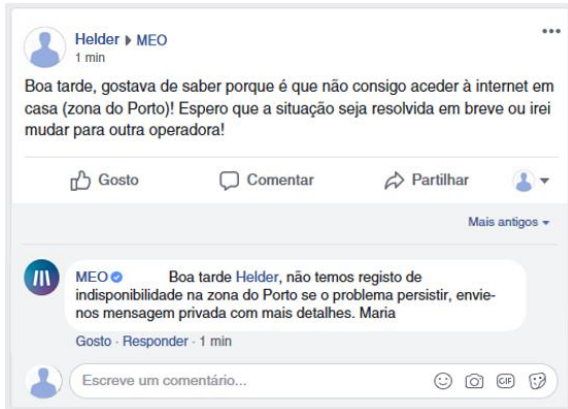 Helder ▸ MEO
1 min
Boa tarde, gostava de saber porque é que não consigo aceder à internet em
casa (zona do Porto)! Espero que a situação seja resolvida em breve ou irei
mudar para outra operadora!
Gosto Comentar Partilhar
Mais antigos
MEO Boa tarde Helder, não temos registo de
indisponibilidade na zona do Porto se o problema persistir, envie-
nos mensagem privada com mais detalhes. Maria
Gosto · Responder · 1 min
Escreve um comentário... GIF